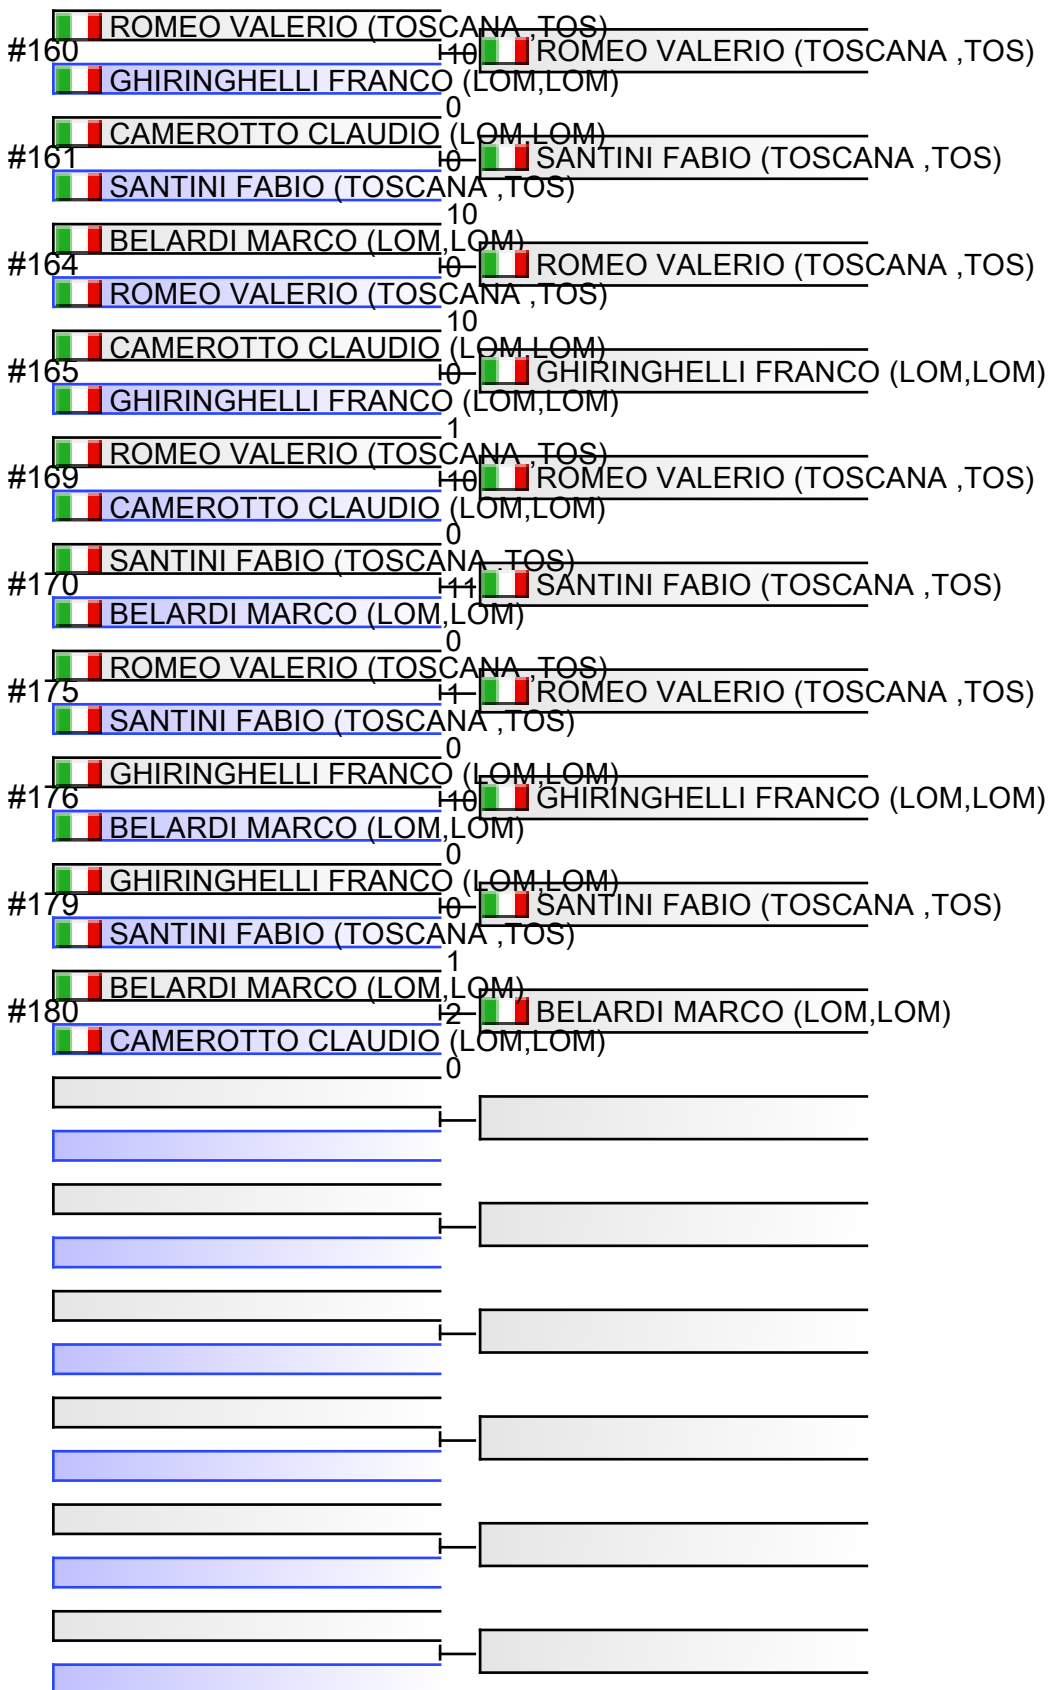 ROMEO VALERIO (TOSCANA ,TOS)
#160 10 ROMEO VALERIO (TOSCANA ,TOS)
GHIRINGHELLI FRANCO (LOM,LOM)
0
CAMEROTTO CLAUDIO (LOM,LOM)
#161 0 SANTINI FABIO (TOSCANA ,TOS)
SANTINI FABIO (TOSCANA ,TOS)
10
BELARDI MARCO (LOM,LOM)
#164 0 ROMEO VALERIO (TOSCANA ,TOS)
ROMEO VALERIO (TOSCANA ,TOS)
10
CAMEROTTO CLAUDIO (LOM,LOM)
#165 0 GHIRINGHELLI FRANCO (LOM,LOM)
GHIRINGHELLI FRANCO (LOM,LOM)
1
ROMEO VALERIO (TOSCANA ,TOS)
#169 10 ROMEO VALERIO (TOSCANA ,TOS)
CAMEROTTO CLAUDIO (LOM,LOM)
0
SANTINI FABIO (TOSCANA ,TOS)
#170 11 SANTINI FABIO (TOSCANA ,TOS)
BELARDI MARCO (LOM,LOM)
0
ROMEO VALERIO (TOSCANA ,TOS)
#175 1 ROMEO VALERIO (TOSCANA ,TOS)
SANTINI FABIO (TOSCANA ,TOS)
0
GHIRINGHELLI FRANCO (LOM,LOM)
#176 10 GHIRINGHELLI FRANCO (LOM,LOM)
BELARDI MARCO (LOM,LOM)
0
GHIRINGHELLI FRANCO (LOM,LOM)
#179 0 SANTINI FABIO (TOSCANA ,TOS)
SANTINI FABIO (TOSCANA ,TOS)
1
BELARDI MARCO (LOM,LOM)
#180 2 BELARDI MARCO (LOM,LOM)
CAMEROTTO CLAUDIO (LOM,LOM)
0